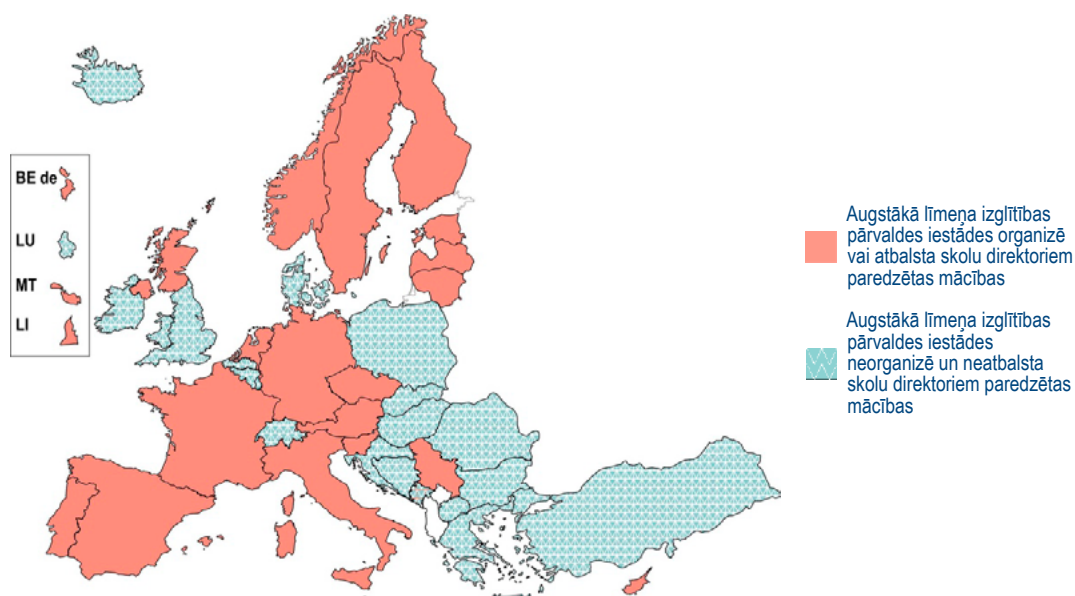 BE de
LU
MT
LI
Augstākā līmeņa izglītības
pārvaldes iestādes organizē
vai atbalsta skolu direktoriem
paredzētas mācības
Augstākā līmeņa izglītības
pārvaldes iestādes
neorganizē un neatbalsta
skolu direktoriem paredzētas
mācības